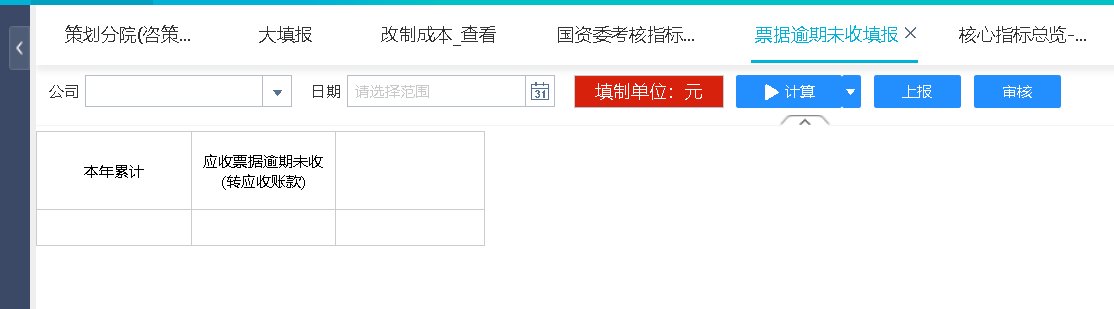 策划分院(咨策... 大填报 改制成本_查看 国资委考核指标... 票据逾期未收填报 核心指标总览-...
公司 日期 请选择范围 31 填制单位：元 计算 上报 审核
本年累计
应收票据逾期未收
(转应收账款)